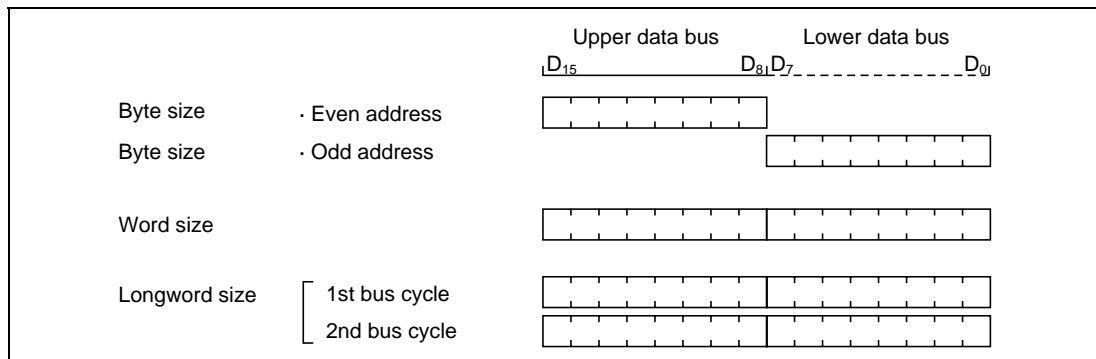 Upper data bus Lower data bus
D15 D8 D7 D0
Byte size · Even address
Byte size · Odd address
Word size
Longword size 1st bus cycle
2nd bus cycle